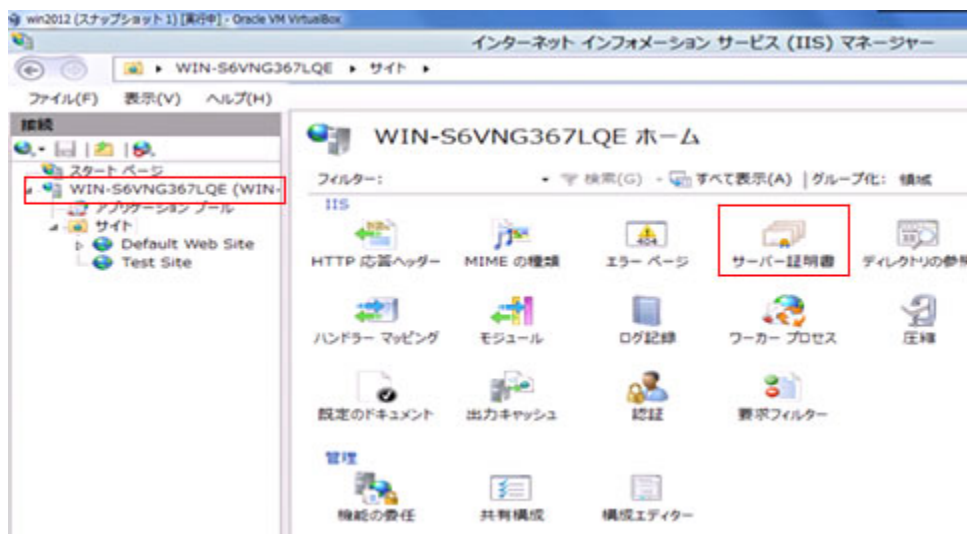 win2012 (スナップショット 1) [実行中] - Oracle VM VirtualBox
インターネット インフォメーション サービス (IIS) マネージャー
WIN-S6VNG367LQE ▸ サイト ▸
ファイル(F) 表示(V) ヘルプ(H)
接続
スタート ページ
WIN-S6VNG367LQE (WIN-
アプリケーション プール
サイト
Default Web Site
Test Site
WIN-S6VNG367LQE ホーム
フィルター: 検索(G) すべて表示(A) グループ化: 領域
IIS
HTTP 応答ヘッダー MIME の種類 エラー ページ サーバー証明書 ディレクトリの参照
ハンドラー マッピング モジュール ログ記録 ワーカー プロセス 圧縮
既定のドキュメント 出力キャッシュ 認証 要求フィルター
管理
機能の委任 共有構成 構成エディター